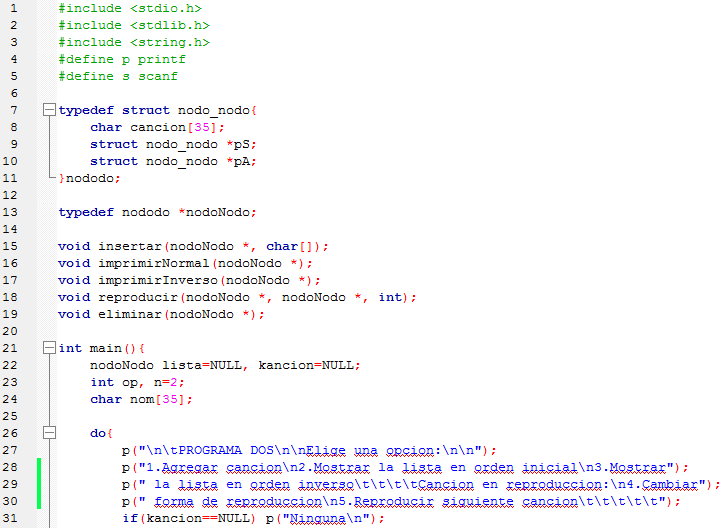 1 #include <stdio.h>
2 #include <stdlib.h>
3 #include <string.h>
4 #define p printf
5 #define s scanf
6
7 typedef struct nodo_nodo{
8 char cancion[35];
9 struct nodo_nodo *pS;
10 struct nodo_nodo *pA;
11 }nododo;
12
13 typedef nododo *nodoNodo;
14
15 void insertar(nodoNodo *, char[]);
16 void imprimirNormal(nodoNodo *);
17 void imprimirInverso(nodoNodo *);
18 void reproducir(nodoNodo *, nodoNodo *, int);
19 void eliminar(nodoNodo *);
20
21 int main(){
22 nodoNodo lista=NULL, kancion=NULL;
23 int op, n=2;
24 char nom[35];
25
26 do{
27 p("\n\tPROGRAMA DOS\n\nElige una opcion:\n\n");
28 p("1.Agregar cancion\n2.Mostrar la lista en orden inicial\n3.Mostrar");
29 p(" la lista en orden inverso\t\t\t\tCancion en reproduccion:\n4.Cambiar");
30 p(" forma de reproduccion\n5.Reproducir siguiente cancion\t\t\t\t\t");
31 if(kancion==NULL) p("Ninguna\n");